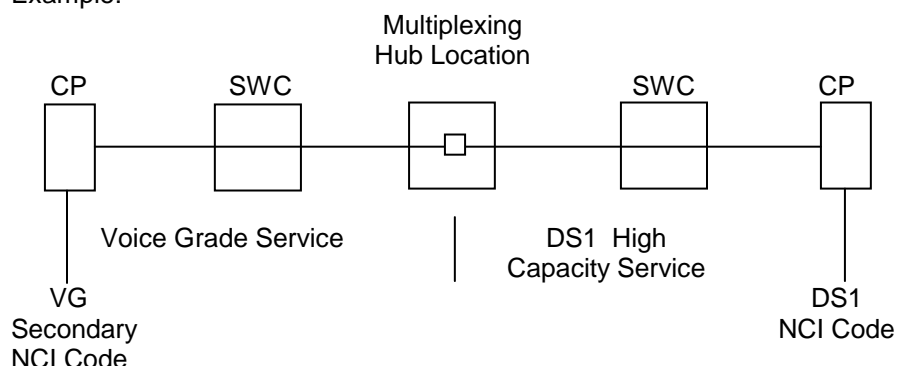 Example:
Multiplexing
Hub Location
CP
SWC
SWC
CP
Voice Grade Service
DS1 High
Capacity Service
VG
Secondary
NCI Code
DS1
NCI Code